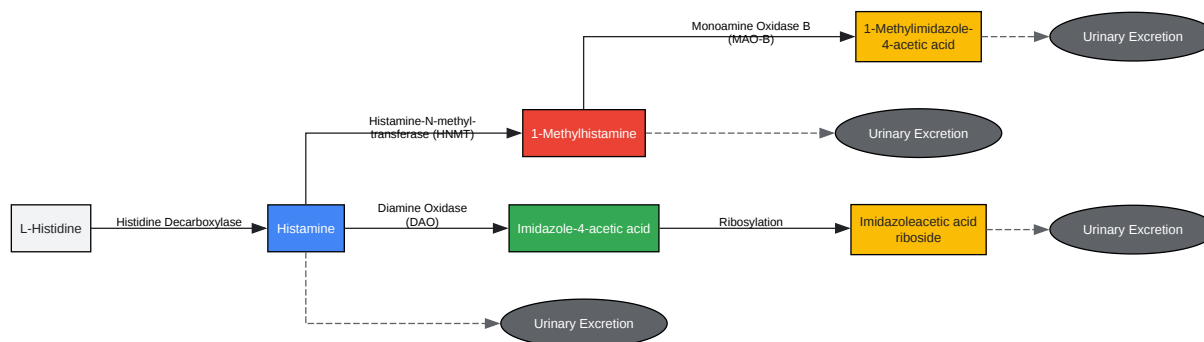 Monoamine Oxidase B
(MAO-B)
1-Methylimidazole-
4-acetic acid
Urinary Excretion
Histamine-N-methyl-
transferase (HNMT)
1-Methylhistamine
Urinary Excretion
L-Histidine
Histidine Decarboxylase
Histamine
Diamine Oxidase
(DAO)
Imidazole-4-acetic acid
Ribosylation
Imidazoleacetic acid
riboside
Urinary Excretion
Urinary Excretion